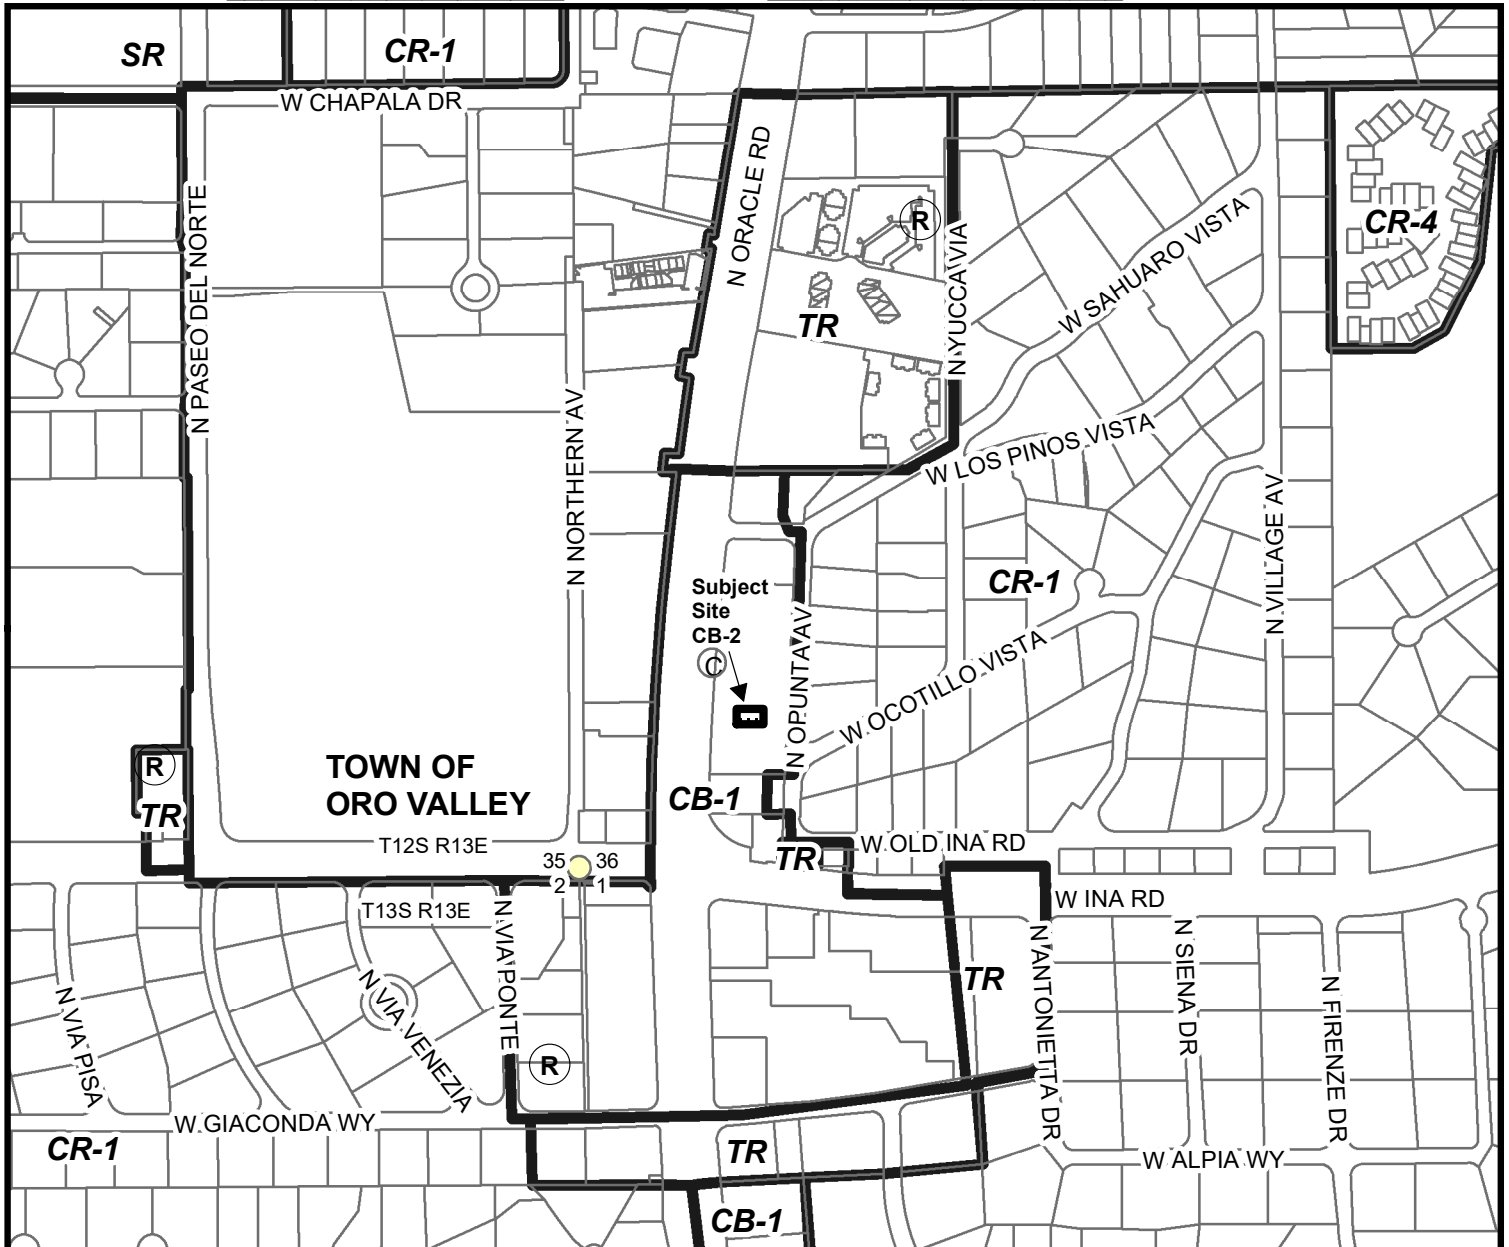 SR
CR-1
W CHAPALA DR
N PASEO DEL NORTE
N ORACLE RD
R
N YUCCA VIA
W SAHUARO VISTA
CR-4
TR
N NORTHERN AV
W LOS PINOS VISTA
N VILLAGE AV
Subject
Site
CB-2
C
CR-1
N OPUNTA AV
W OCOTILLO VISTA
R
TR
TOWN OF
ORO VALLEY
CB-1
T12S R13E
35
36
2
1
TR
W OLD INA RD
W INA RD
T13S R13E
N VIA PONTE
N VIA PISA
N VIA VENEZIA
TR
N ANTONIETTA DR
N SIENA DR
N FIRENZE DR
R
W GIACONDA WY
CR-1
TR
W ALPIA WY
CB-1